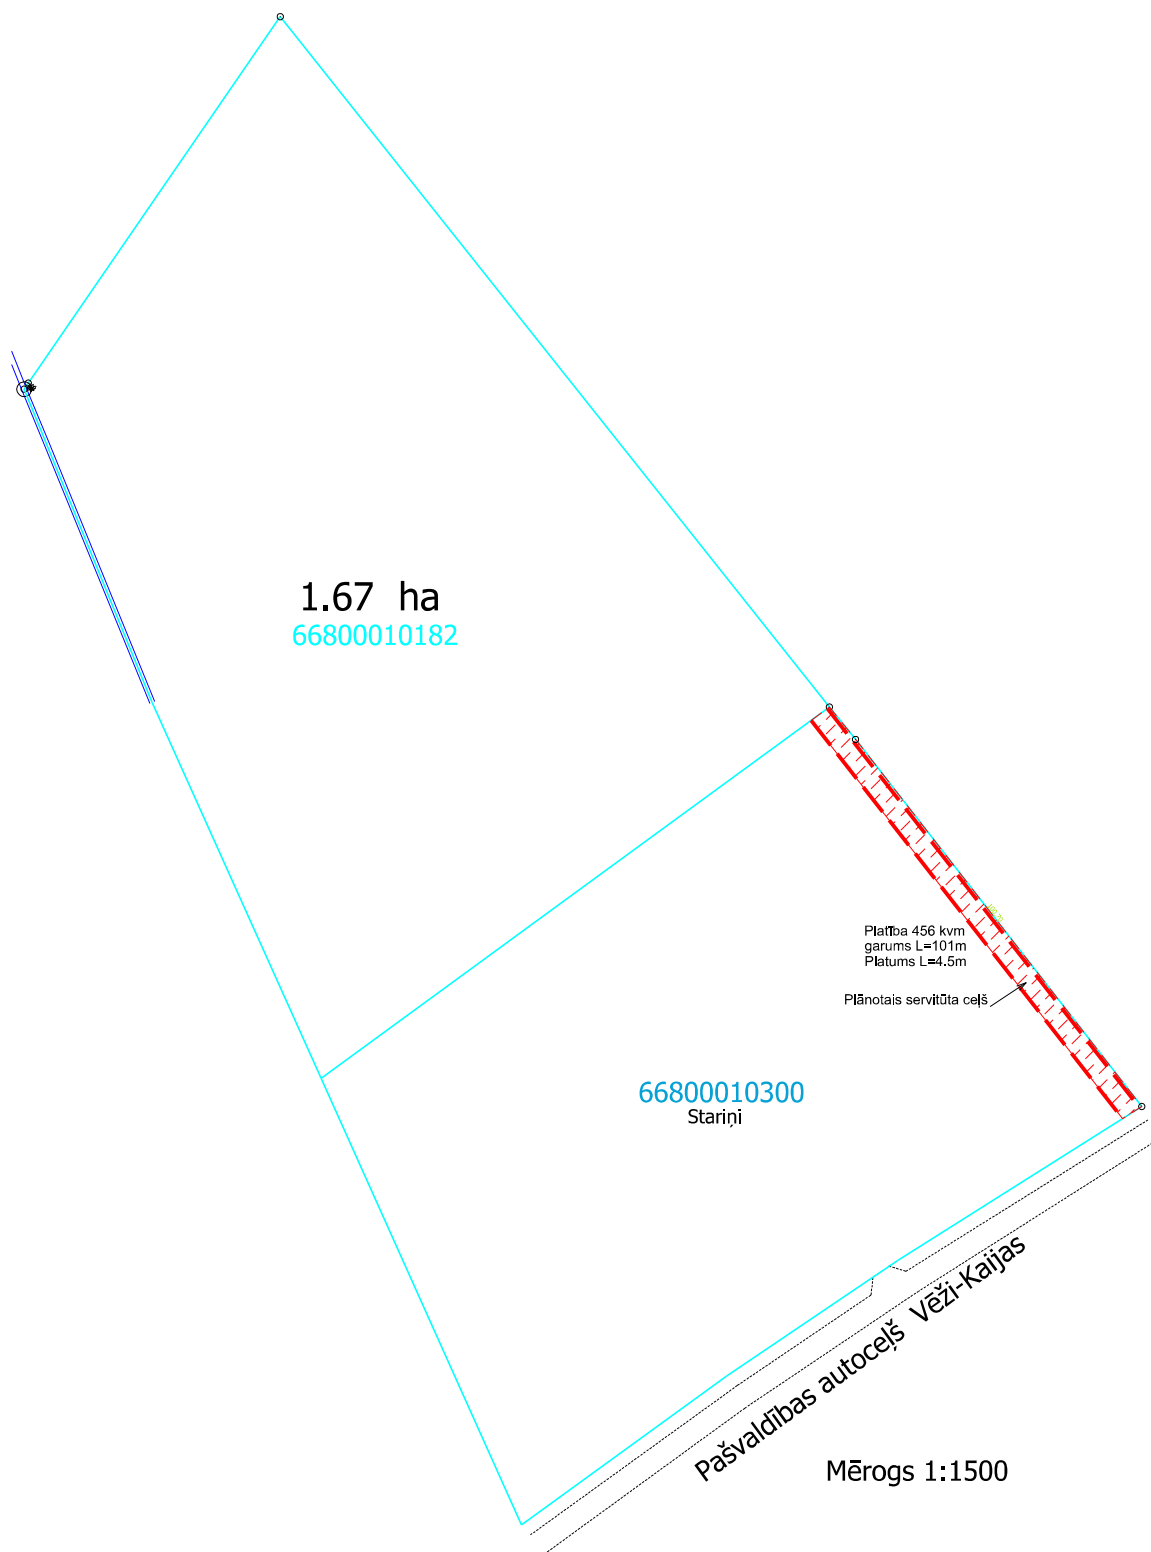 1.67 ha
66800010182
Platība 456 kvm
garums L=101m
Platums L=4.5m
Plānotais servitūta ceļš
66800010300
Stariņi
Pašvaldības autoceļš Vēži-Kaijas
Mērogs 1:1500